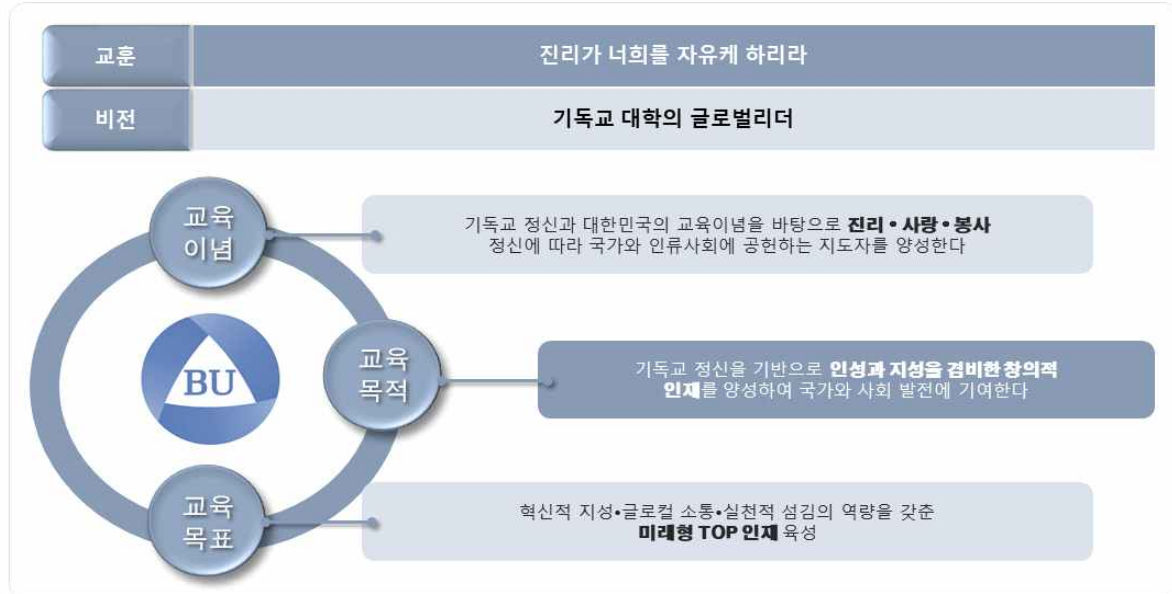 교훈
진리가 너희를 자유케 하리라
비전
기독교 대학의 글로벌리더
교육
이념
기독교 정신과 대한민국의 교육이념을 바탕으로 진리•사랑•봉사
정신에 따라 국가와 인류사회에 공헌하는 지도자를 양성한다
BU
교육
목적
기독교 정신을 기반으로 인성과 지성을 겸비한 창의적
인재를 양성하여 국가와 사회 발전에 기여한다
교육
목표
혁신적 지성•글로컬 소통•실천적 섬김의 역량을 갖춘
미래형 TOP 인재 육성